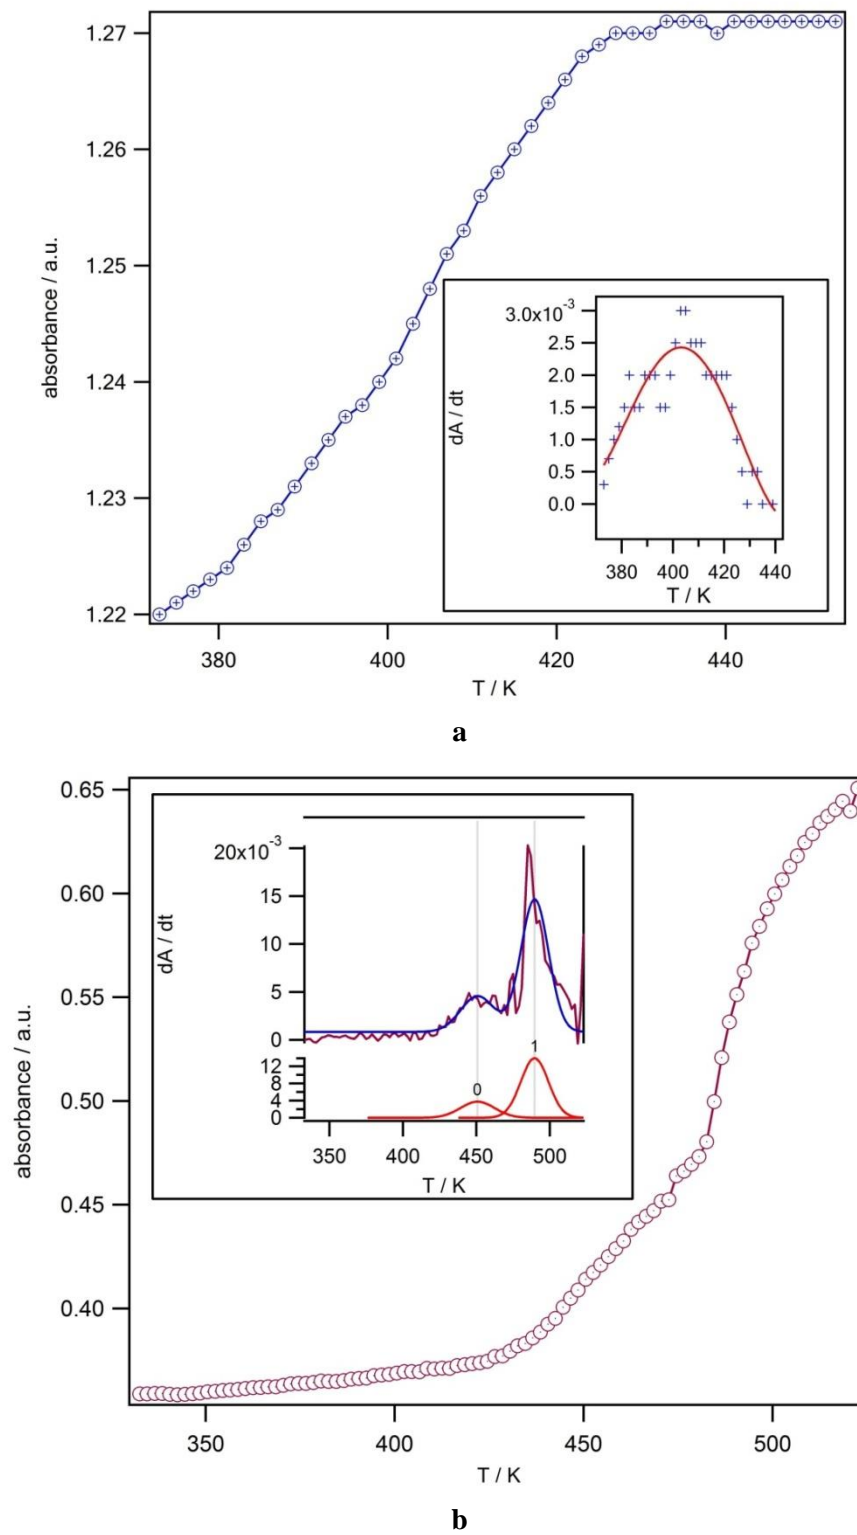 1.27
1.26
1.25
1.24
1.23
1.22
absorbance / a.u.
380
400
420
440
T / K
3.0x10⁻³
2.5
2.0
1.5
1.0
0.5
0.0
dA / dt
380 400 420 440
T / K
a
0.65
0.60
0.55
0.50
0.45
0.40
absorbance / a.u.
350
400
450
500
T / K
20x10⁻³
15
10
5
0
dA / dt
12
8
4
0
0
1
350 400 450 500
T / K
b